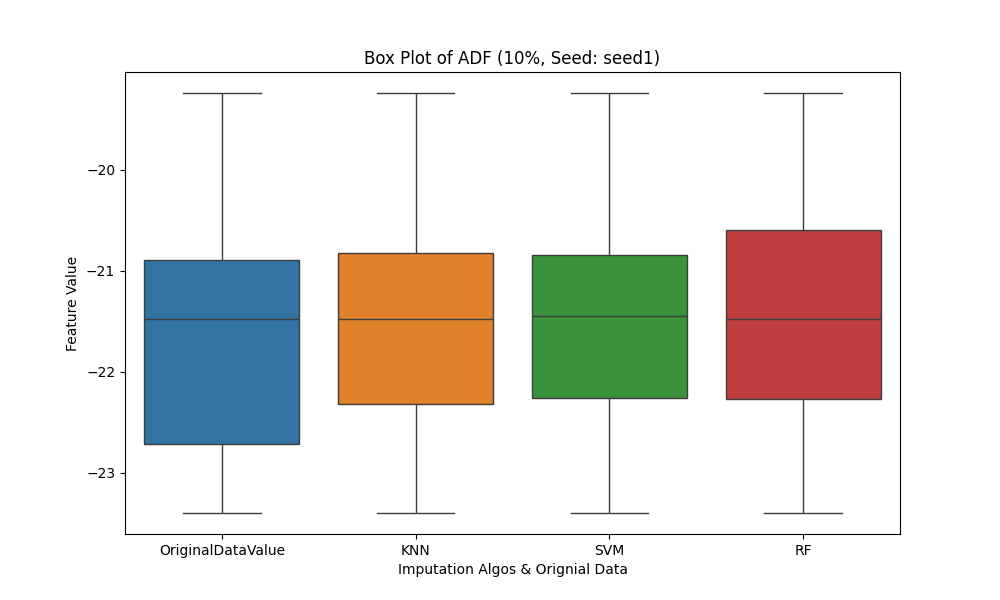 Box Plot of ADF (10%, Seed: seed1)
Feature Value
−20
−21
−22
−23
OriginalDataValue
KNN
SVM
RF
Imputation Algos & Orignial Data